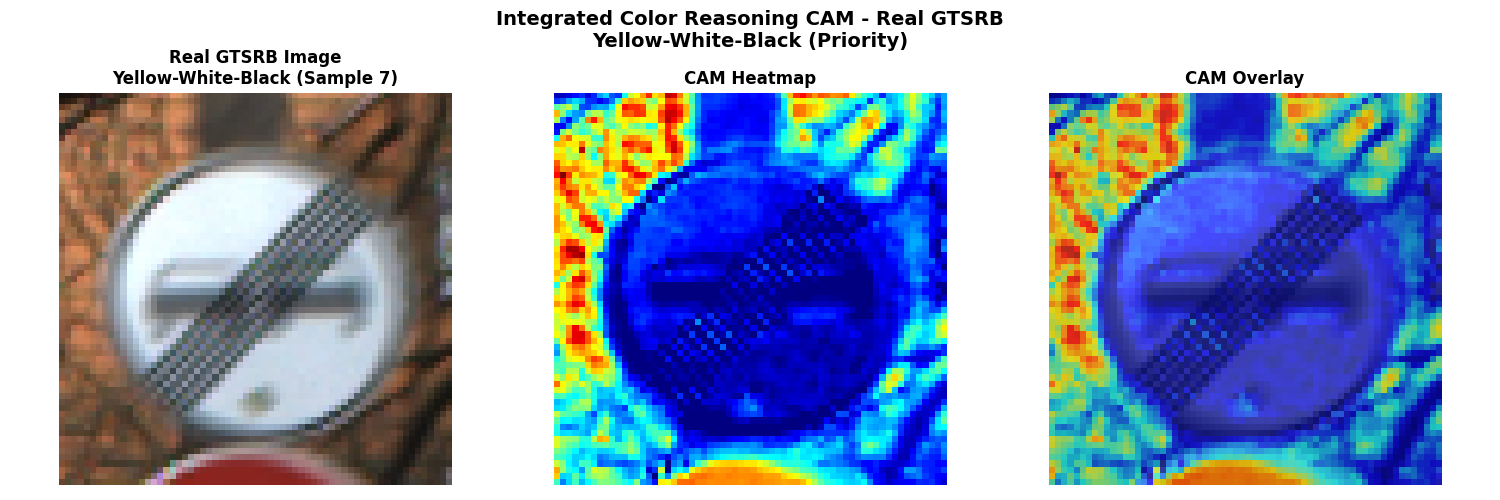 Integrated Color Reasoning CAM - Real GTSRB
Yellow-White-Black (Priority)
Real GTSRB Image
Yellow-White-Black (Sample 7)
CAM Heatmap
CAM Overlay